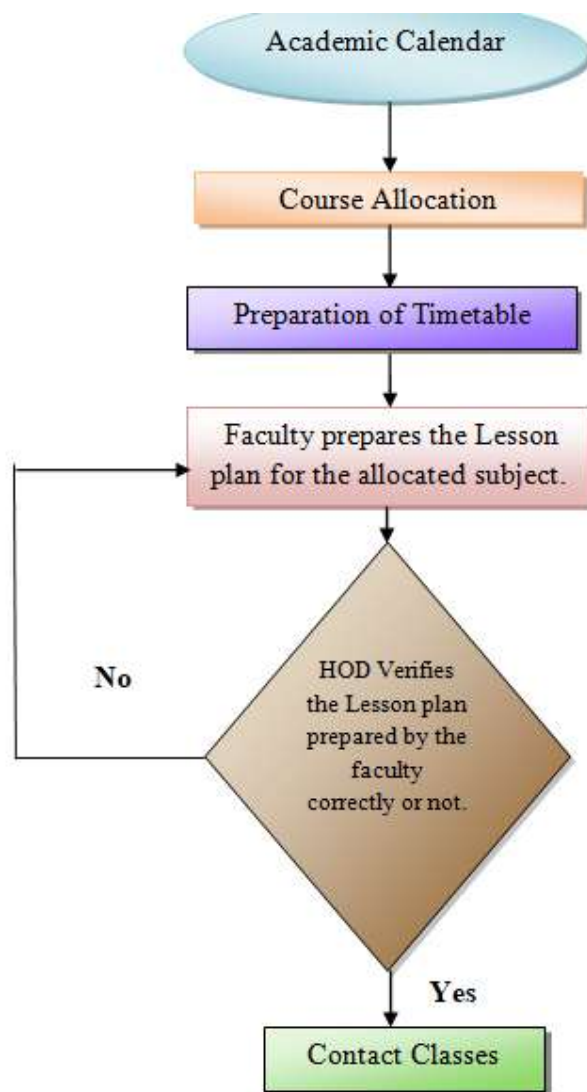 Academic Calendar
Course Allocation
Preparation of Timetable
Faculty prepares the Lesson
plan for the allocated subject.
No
HOD Verifies
the Lesson plan
prepared by the
faculty
correctly or not.
Yes
Contact Classes